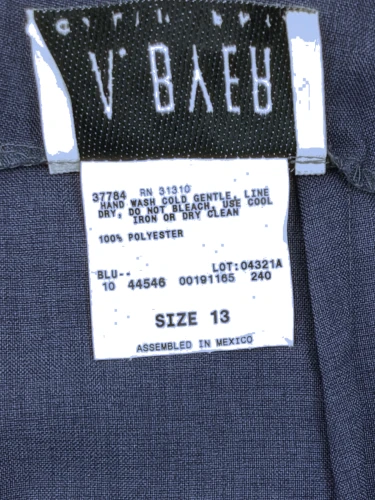 BAYER
37784 RN 31310
HAND WASH COLD GENTLE, LINE
DRY, DO NOT BLEACH, USE COOL
IRON OR DRY CLEAN
100% POLYESTER
BLU-- LOT:04321A
10 44546 00191165 240
SIZE 13
ASSEMBLED IN MEXICO